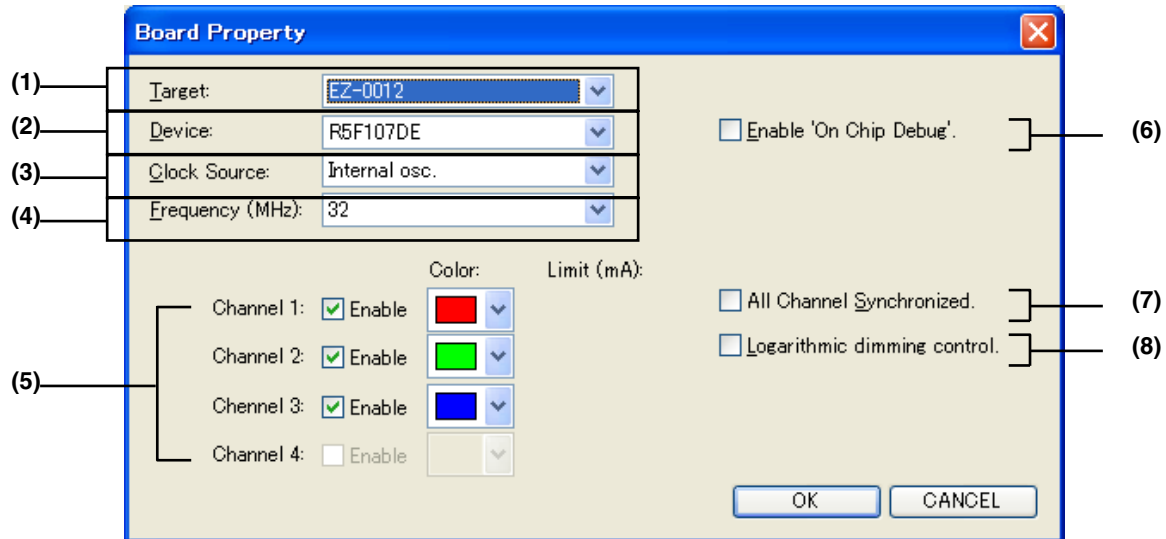 Board Property
(1) Target: EZ-0012
(2) Device: R5F107DE
Enable 'On Chip Debug'. (6)
(3) Clock Source: Internal osc.
(4) Frequency (MHz): 32
Color: Limit (mA):
Channel 1: Enable
All Channel Synchronized. (7)
Channel 2: Enable
Logarithmic dimming control. (8)
(5)
Chennel 3: Enable
Channel 4: Enable
OK CANCEL